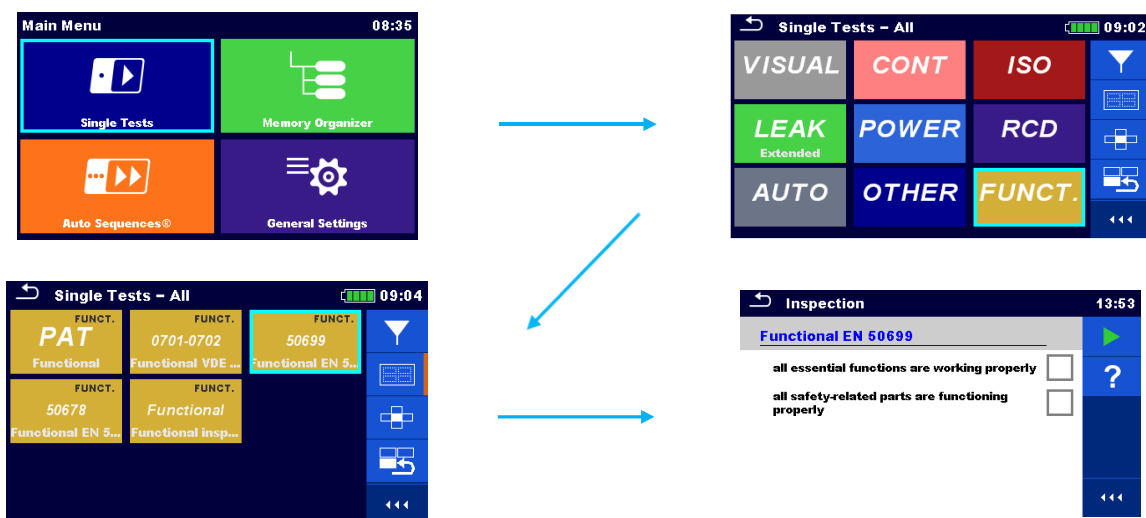 Main Menu 08:35
Single Tests Memory Organizer
Auto Sequences® General Settings
Single Tests – All 09:02
VISUAL CONT ISO
LEAK POWER RCD
Extended
AUTO OTHER FUNCT.
Single Tests – All 09:04
FUNCT. FUNCT. FUNCT.
PAT 0701-0702 50699
Functional Functional VDE ... Functional EN 5...
FUNCT. FUNCT.
50678 Functional
Functional EN 5... Functional insp...
Inspection 13:53
Functional EN 50699
all essential functions are working properly
?
all safety-related parts are functioning
properly